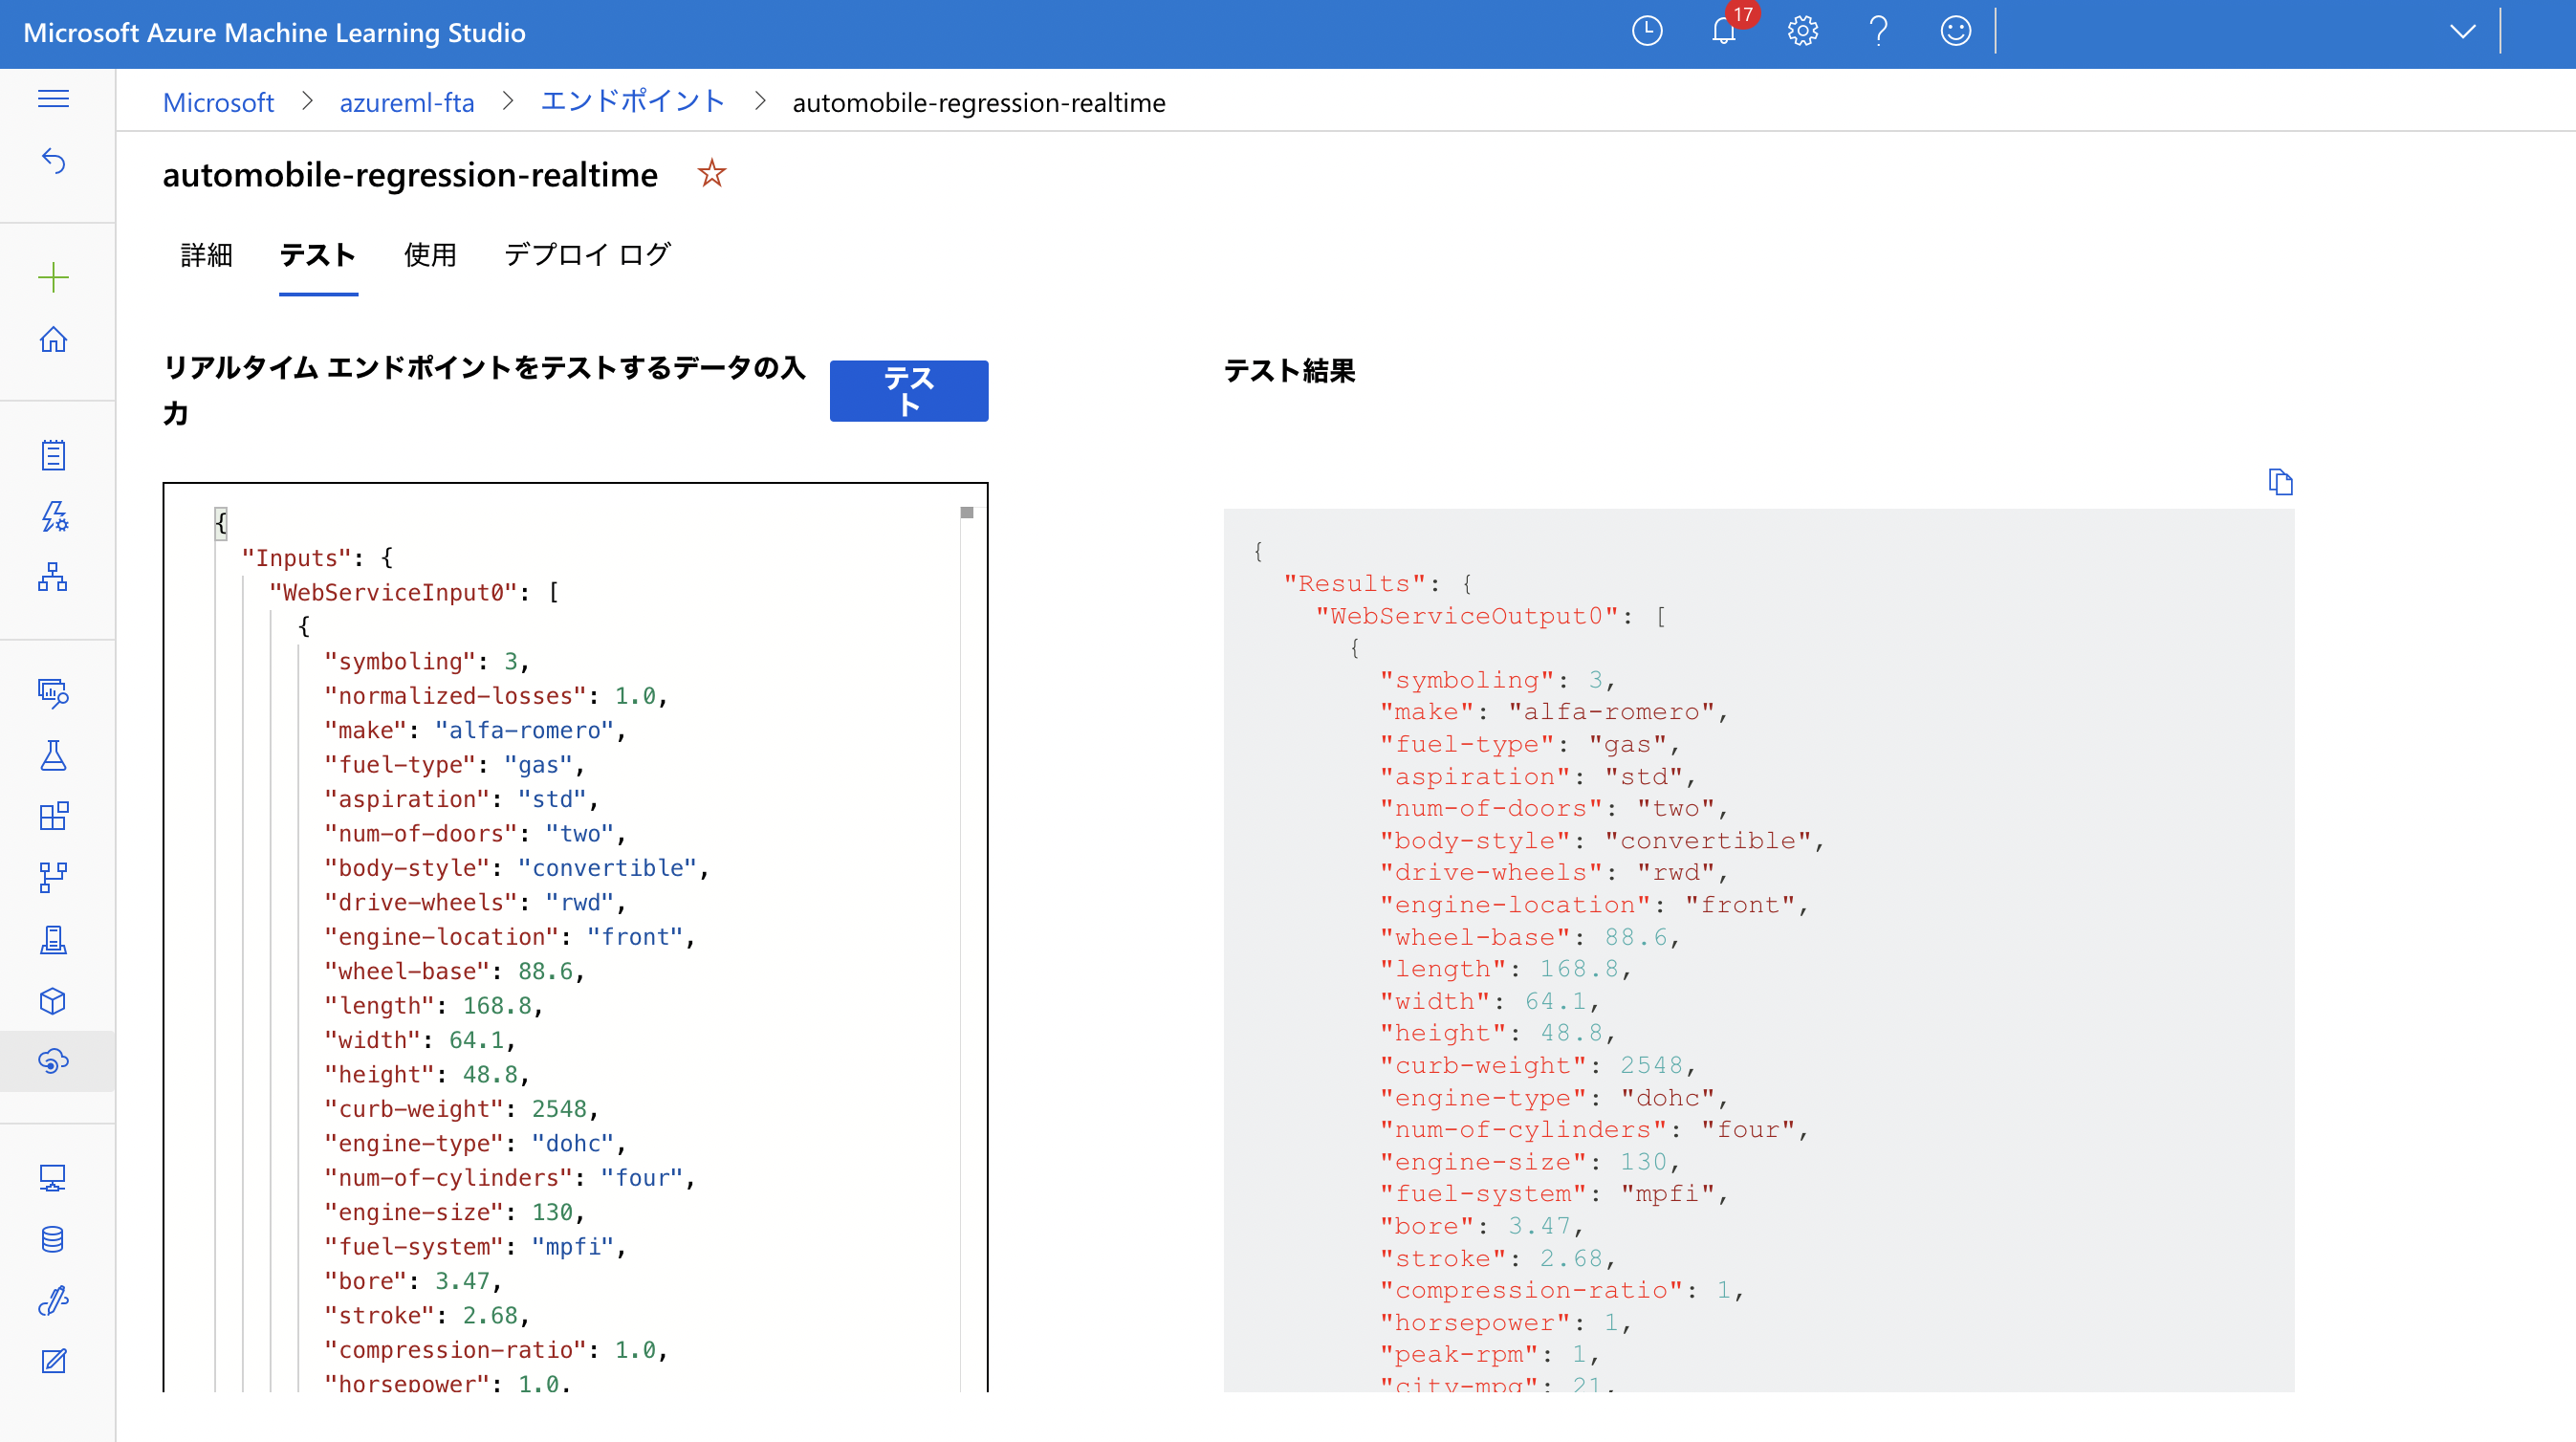 Microsoft Azure Machine Learning Studio
17
Microsoft > azureml-fta > エンドポイント > automobile-regression-realtime
automobile-regression-realtime
詳細 テスト 使用 デプロイ ログ
リアルタイム エンドポイントをテストするデータの入
力
テス
ト
{
"Inputs": {
"WebServiceInput0": [
{
"symboling": 3,
"normalized-losses": 1.0,
"make": "alfa-romero",
"fuel-type": "gas",
"aspiration": "std",
"num-of-doors": "two",
"body-style": "convertible",
"drive-wheels": "rwd",
"engine-location": "front",
"wheel-base": 88.6,
"length": 168.8,
"width": 64.1,
"height": 48.8,
"curb-weight": 2548,
"engine-type": "dohc",
"num-of-cylinders": "four",
"engine-size": 130,
"fuel-system": "mpfi",
"bore": 3.47,
"stroke": 2.68,
"compression-ratio": 1.0,
"horsepower": 1.0,
テスト結果
{
"Results": {
"WebServiceOutput0": [
{
"symboling": 3,
"make": "alfa-romero",
"fuel-type": "gas",
"aspiration": "std",
"num-of-doors": "two",
"body-style": "convertible",
"drive-wheels": "rwd",
"engine-location": "front",
"wheel-base": 88.6,
"length": 168.8,
"width": 64.1,
"height": 48.8,
"curb-weight": 2548,
"engine-type": "dohc",
"num-of-cylinders": "four",
"engine-size": 130,
"fuel-system": "mpfi",
"bore": 3.47,
"stroke": 2.68,
"compression-ratio": 1,
"horsepower": 1,
"peak-rpm": 1,
"city-mpg": 21,